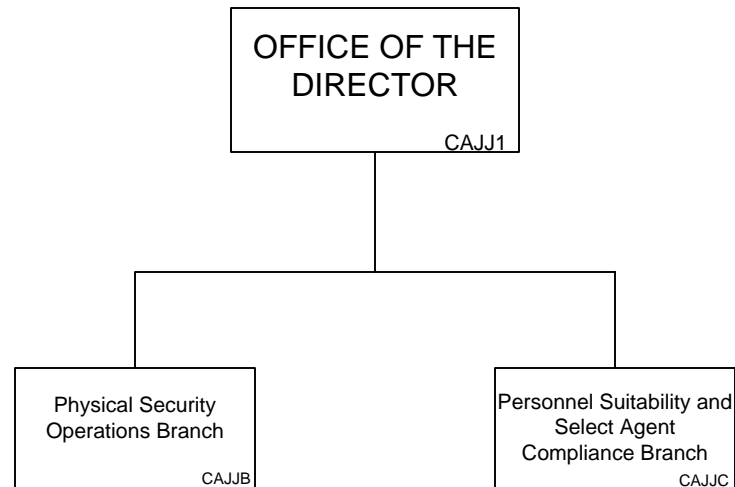 OFFICE OF THE
DIRECTOR
CAJJ1
Physical Security
Operations Branch
CAJJB
Personnel Suitability and
Select Agent
Compliance Branch
CAJJC